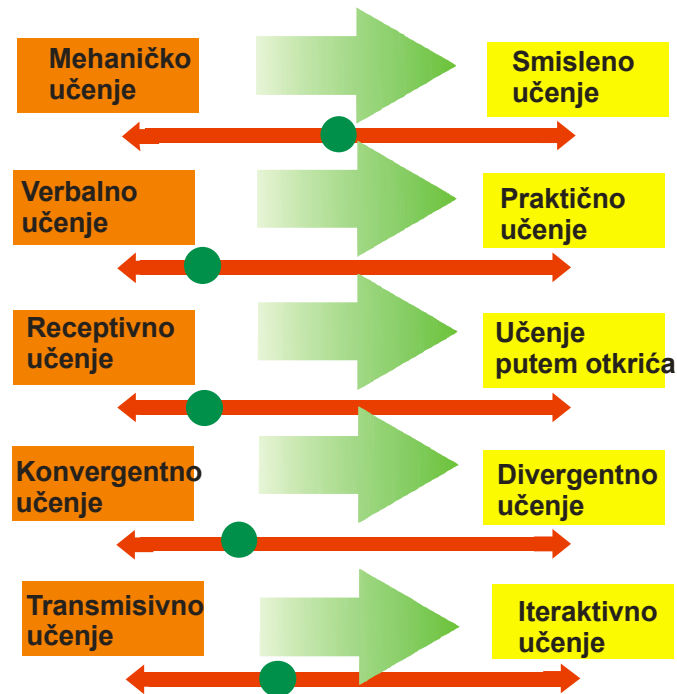 Mehaničko
učenje
Smisleno
učenje
Verbalno
učenje
Praktično
učenje
Receptivno
učenje
Učenje
putem otkrića
Konvergentno
učenje
Divergentno
učenje
Transmisivno
učenje
Iteraktivno
učenje